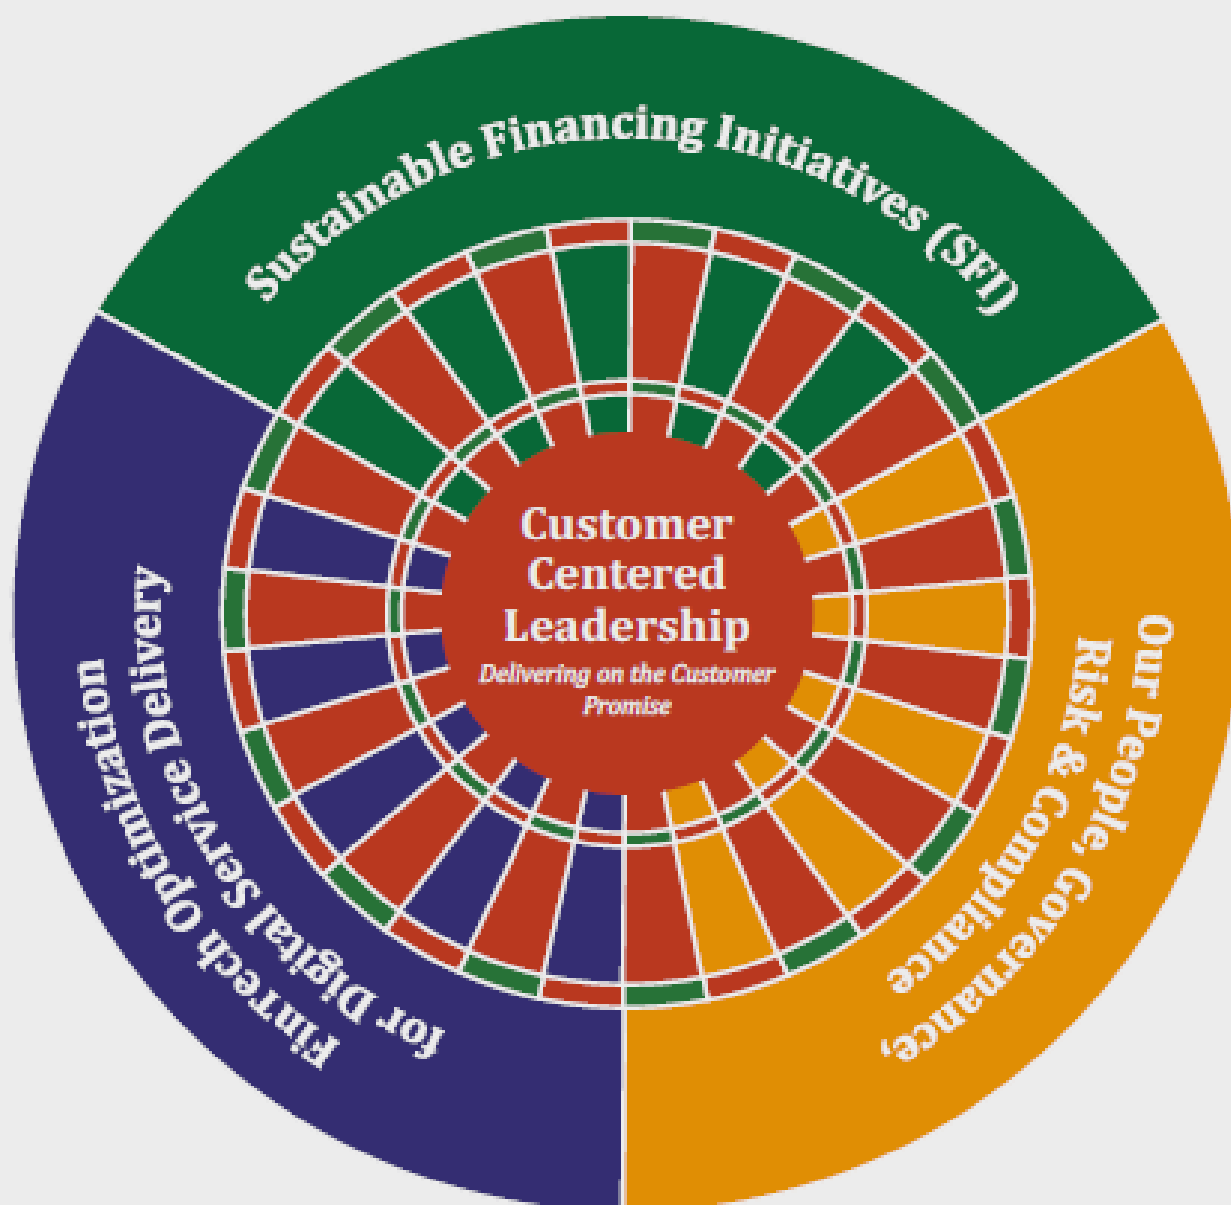 Sustainable Financing Initiatives (SFI)
Customer
Centered
Leadership
Delivering on the Customer
Promise
Our People, Governance,
Risk & Compliance
FinTech Optimization
for Digital Service Delivery